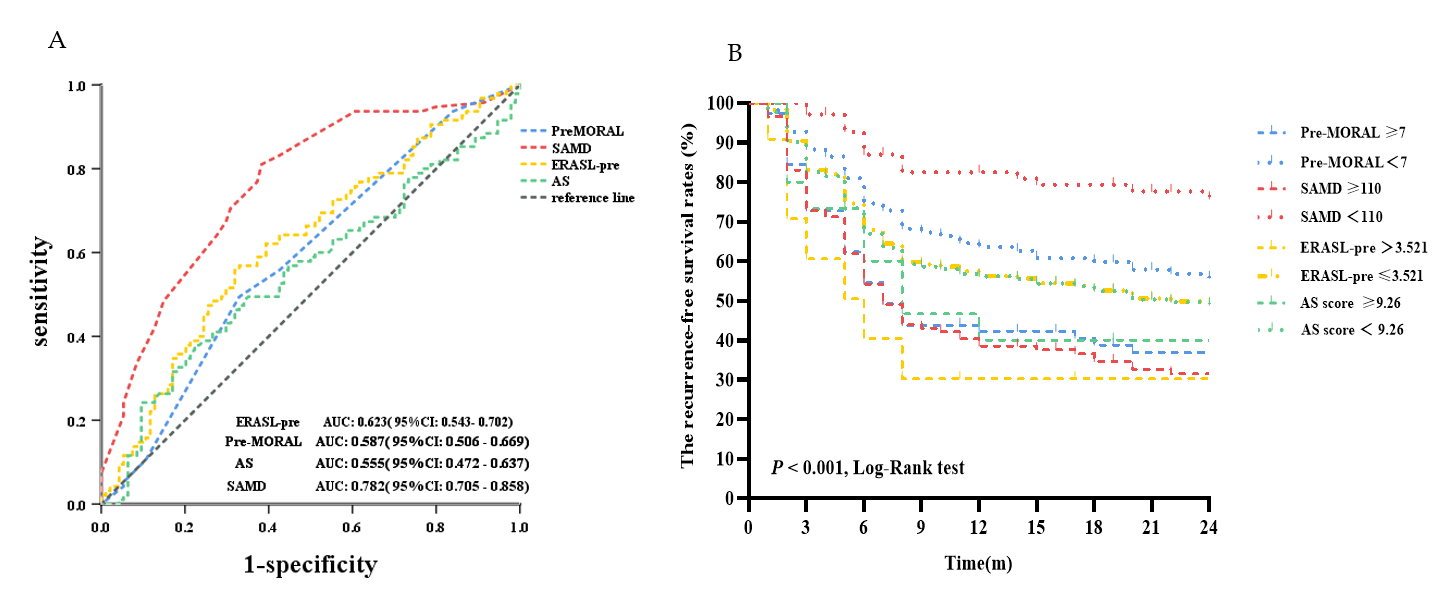 A
1.0
0.8
0.6
0.4
0.2
0.0
0.0 0.2 0.4 0.6 0.8 1.0
sensitivity
1-specificity
PreMORAL
SAMD
ERASL-pre
AS
reference line
ERASL-pre AUC: 0.623( 95%CI: 0.543- 0.702)
Pre-MORAL AUC: 0.587( 95%CI: 0.506 - 0.669)
AS AUC: 0.555( 95%CI: 0.472 - 0.637)
SAMD AUC: 0.782( 95%CI: 0.705 - 0.858)
B
The recurrence-free survival rates (%)
100
90
80
70
60
50
40
30
20
10
0
0 3 6 9 12 15 18 21 24
Time(m)
P < 0.001, Log-Rank test
Pre-MORAL ≥7
Pre-MORAL <7
SAMD ≥110
SAMD <110
ERASL-pre >3.521
ERASL-pre ≤3.521
AS score ≥9.26
AS score < 9.26